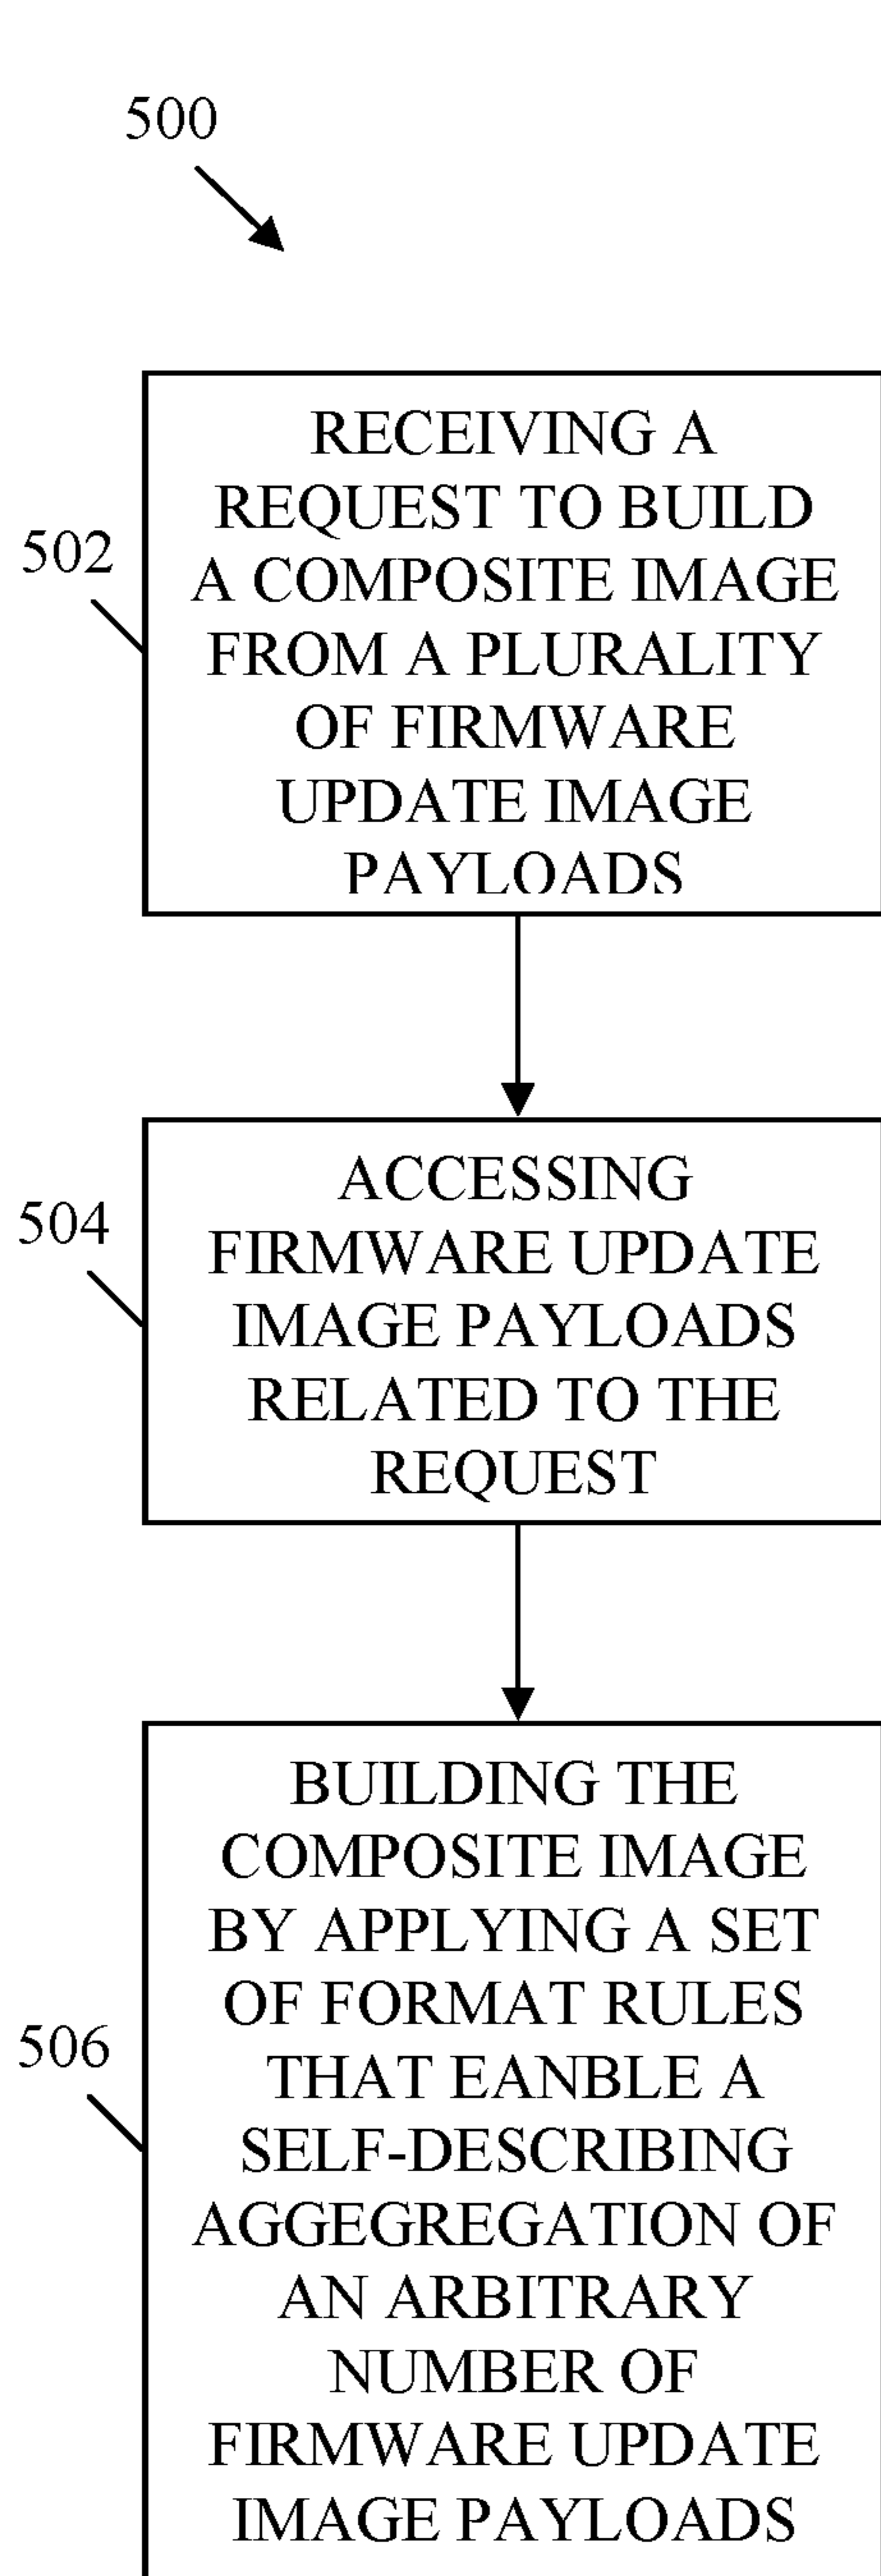 500
502
RECEIVING A
REQUEST TO BUILD
A COMPOSITE IMAGE
FROM A PLURALITY
OF FIRMWARE
UPDATE IMAGE
PAYLOADS
504
ACCESSING
FIRMWARE UPDATE
IMAGE PAYLOADS
RELATED TO THE
REQUEST
506
BUILDING THE
COMPOSITE IMAGE
BY APPLYING A SET
OF FORMAT RULES
THAT EANBLE A
SELF-DESCRIBING
AGGEGREGATION OF
AN ARBITRARY
NUMBER OF
FIRMWARE UPDATE
IMAGE PAYLOADS